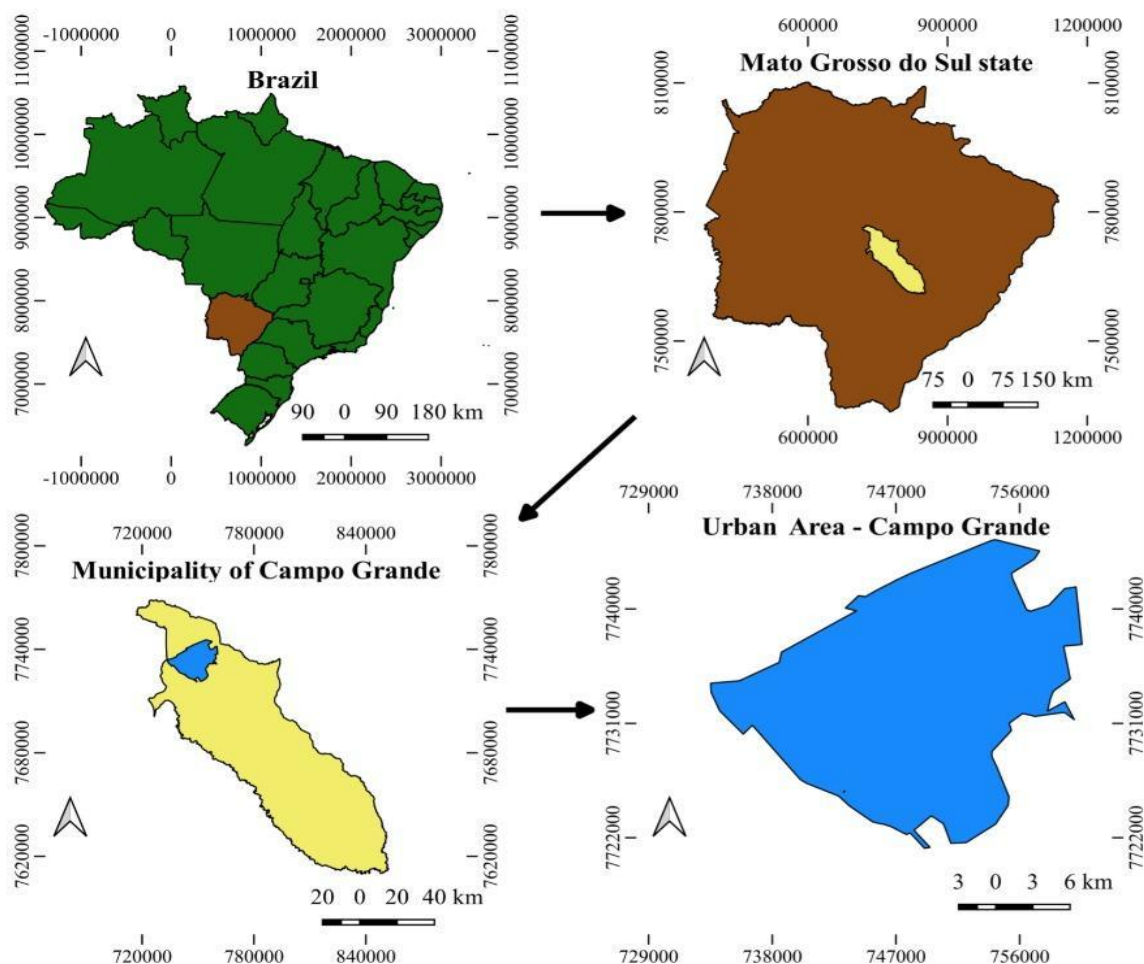 -1000000 0 1000000 2000000 3000000
Brazil
11000000 11000000
10000000 10000000
9000000 9000000
8000000 8000000
7000000 7000000
90 0 90 180 km
-1000000 0 1000000 2000000 3000000
600000 900000 1200000
Mato Grosso do Sul state
8100000 8100000
7800000 7800000
7500000 7500000
75 0 75 150 km
600000 900000 1200000
720000 780000 840000
Municipality of Campo Grande
7800000 7800000
7740000 7740000
7680000 7680000
7620000 7620000
20 0 20 40 km
720000 780000 840000
729000 738000 747000 756000
Urban Area - Campo Grande
7740000 7740000
7731000 7731000
7722000 7722000
3 0 3 6 km
729000 738000 747000 756000